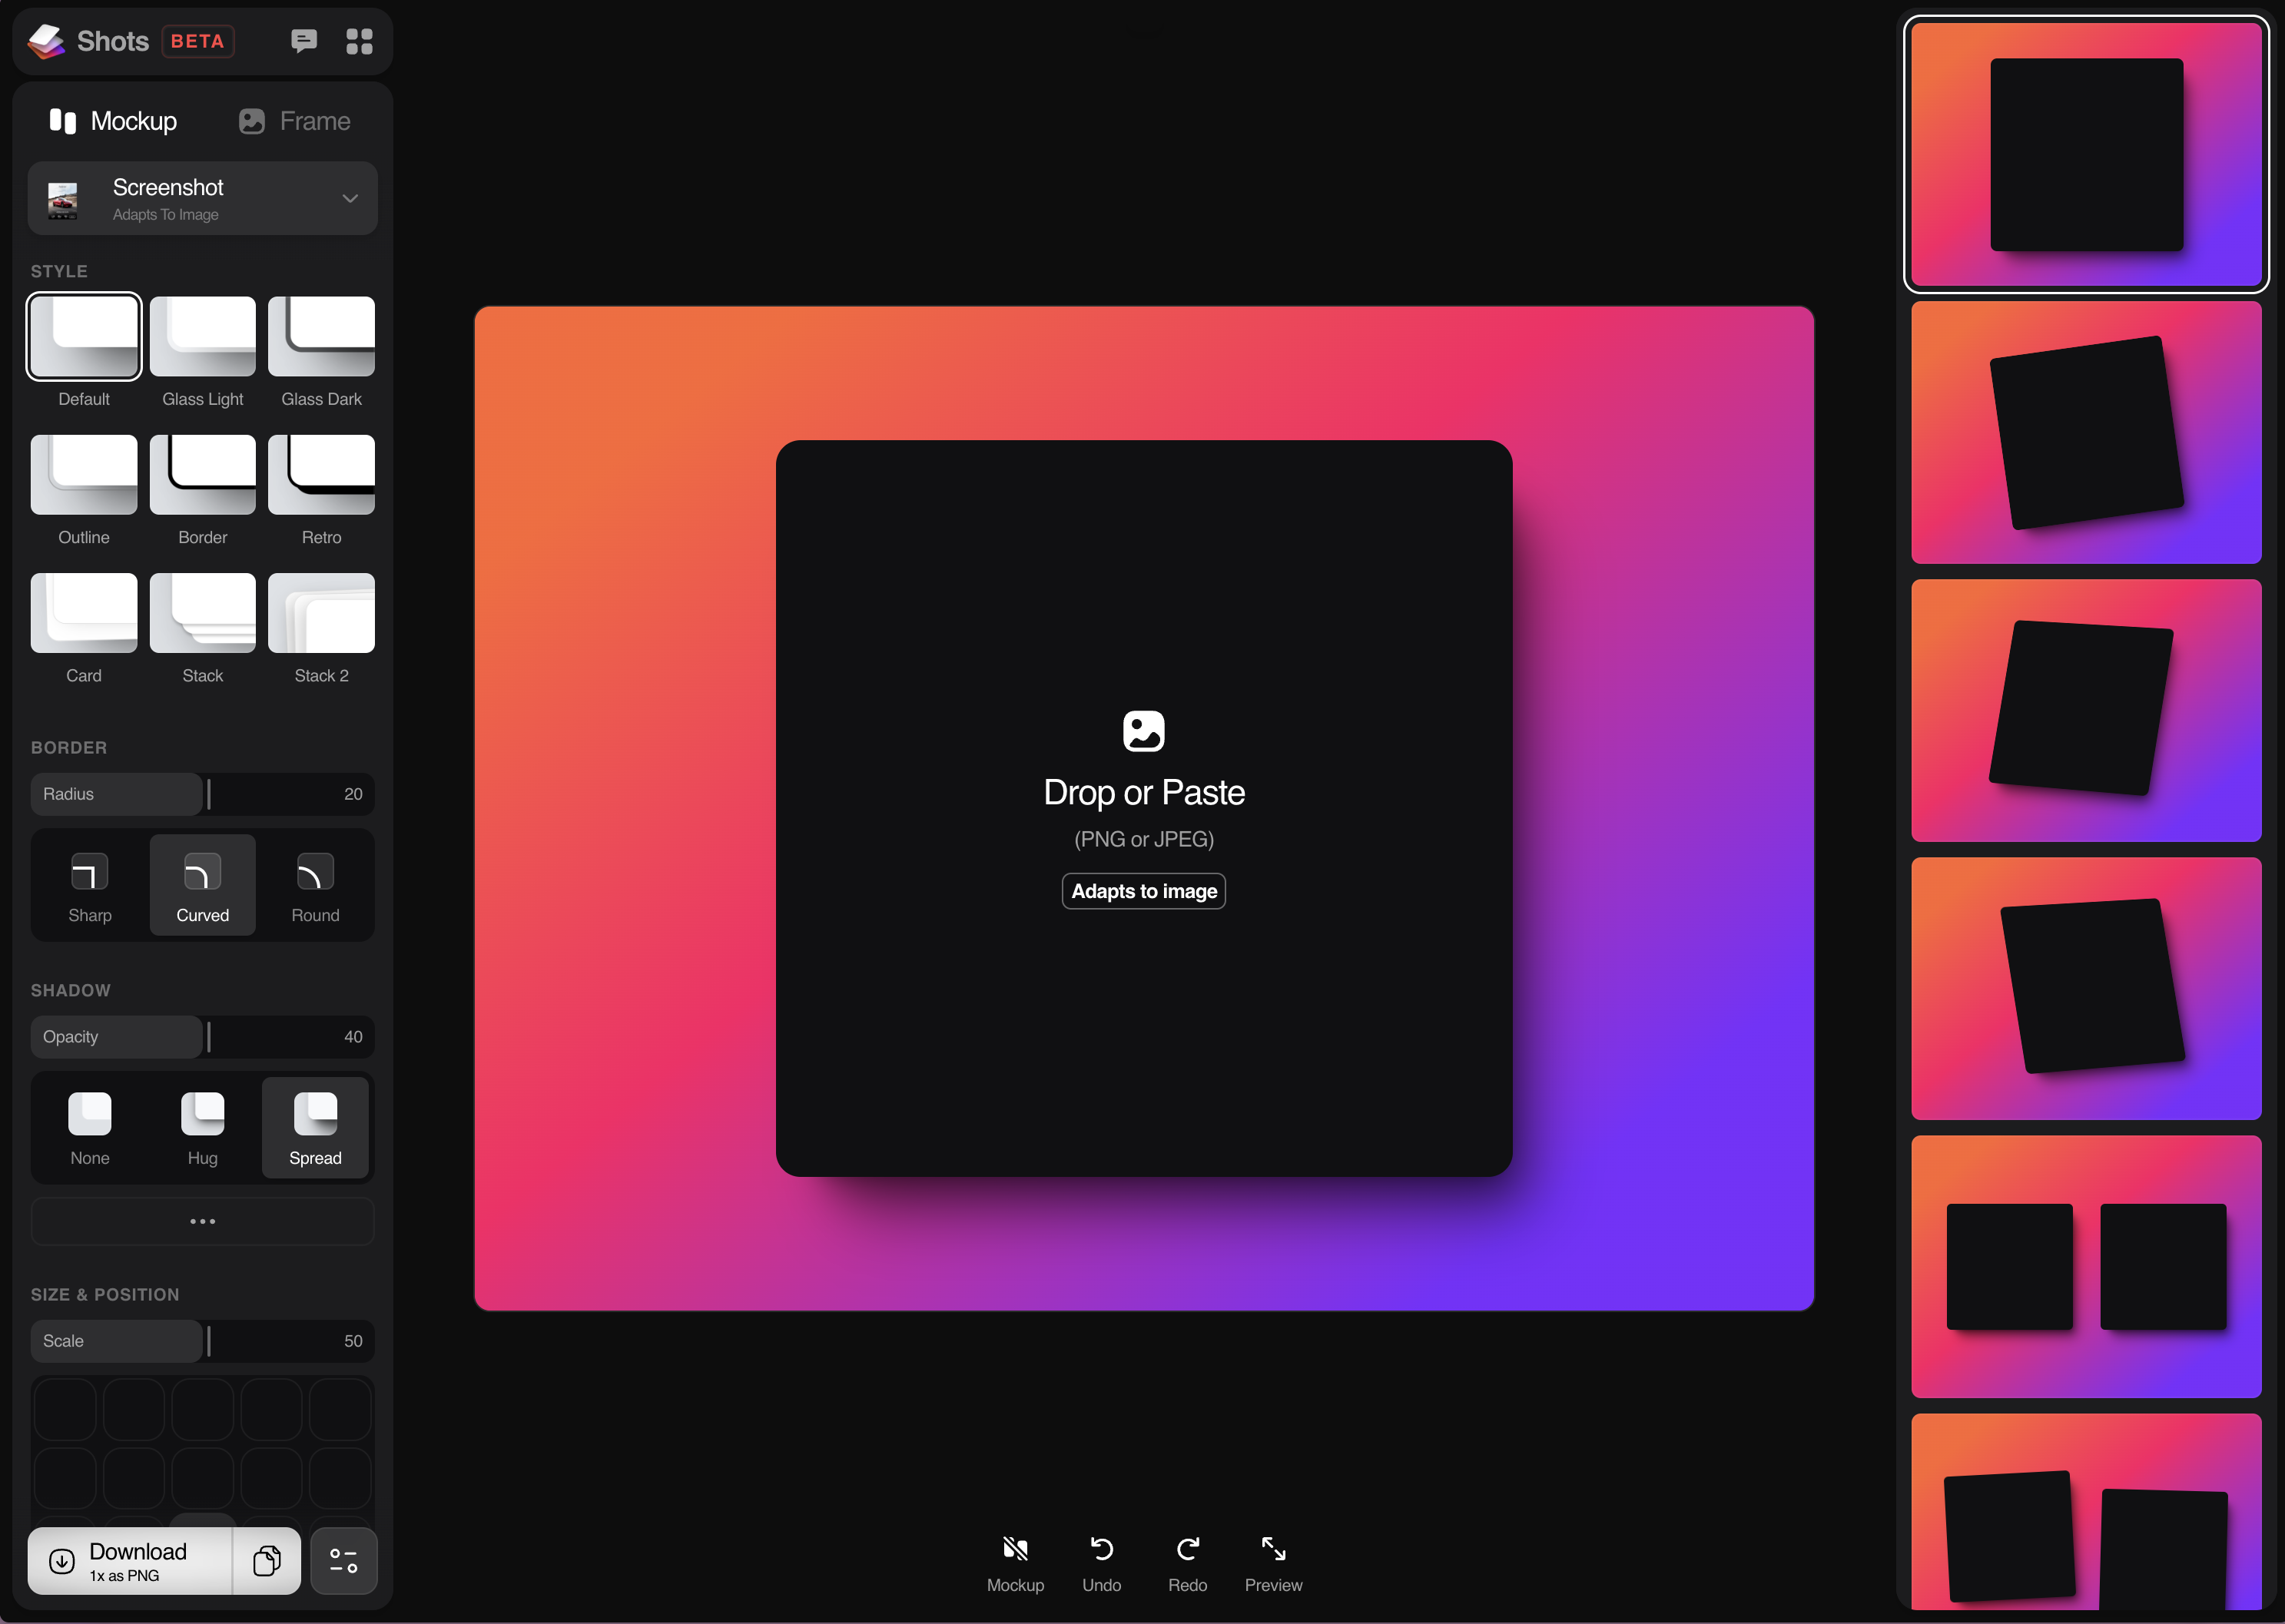 Shots BETA
Mockup Frame
Screenshot
Adapts To Image
STYLE
Default Glass Light Glass Dark
Outline Border Retro
Card Stack Stack 2
BORDER
Radius 20
Sharp Curved Round
SHADOW
Opacity 40
None Hug Spread
SIZE & POSITION
Scale 50
Download
1x as PNG
Drop or Paste
(PNG or JPEG)
Adapts to image
Mockup Undo Redo Preview